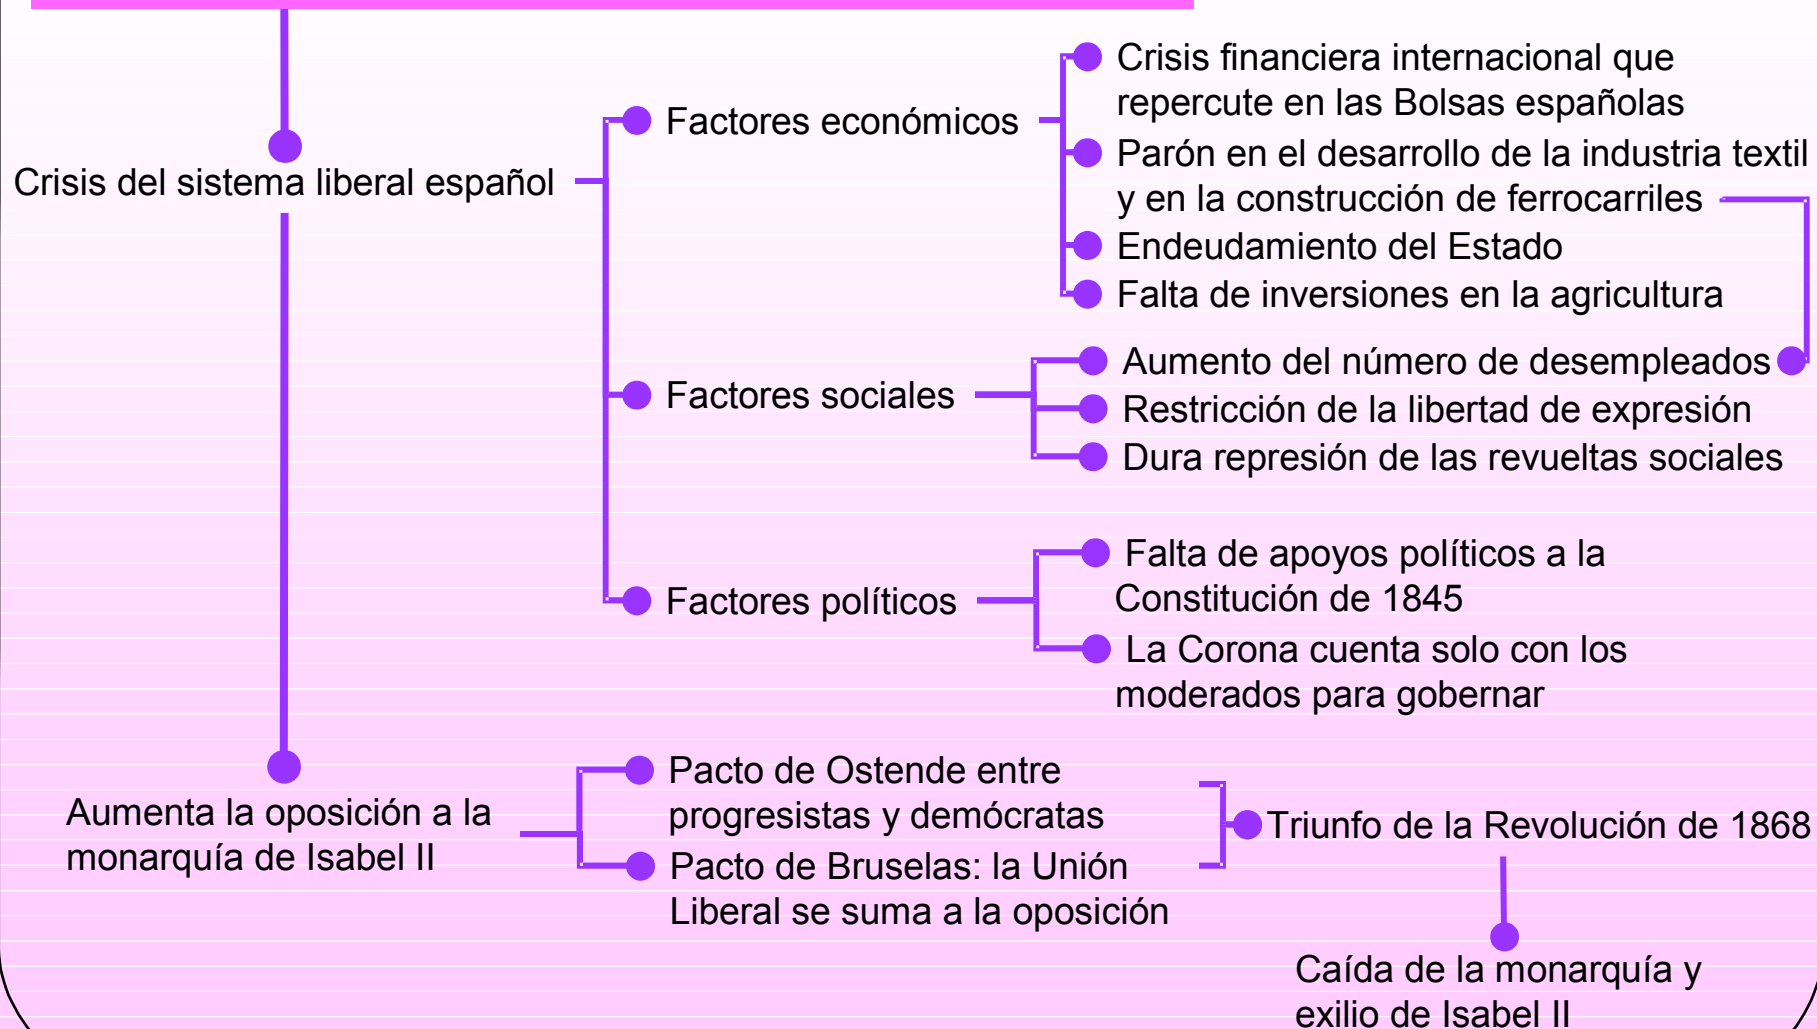 Crisis del sistema liberal español
Factores económicos
Crisis financiera internacional que
repercute en las Bolsas españolas
Parón en el desarrollo de la industria textil
y en la construcción de ferrocarriles
Endeudamiento del Estado
Falta de inversiones en la agricultura
Factores sociales
Aumento del número de desempleados
Restricción de la libertad de expresión
Dura represión de las revueltas sociales
Factores políticos
Falta de apoyos políticos a la
Constitución de 1845
La Corona cuenta solo con los
moderados para gobernar
Aumenta la oposición a la
monarquía de Isabel II
Pacto de Ostende entre
progresistas y demócratas
Pacto de Bruselas: la Unión
Liberal se suma a la oposición
Triunfo de la Revolución de 1868
Caída de la monarquía y
exilio de Isabel II